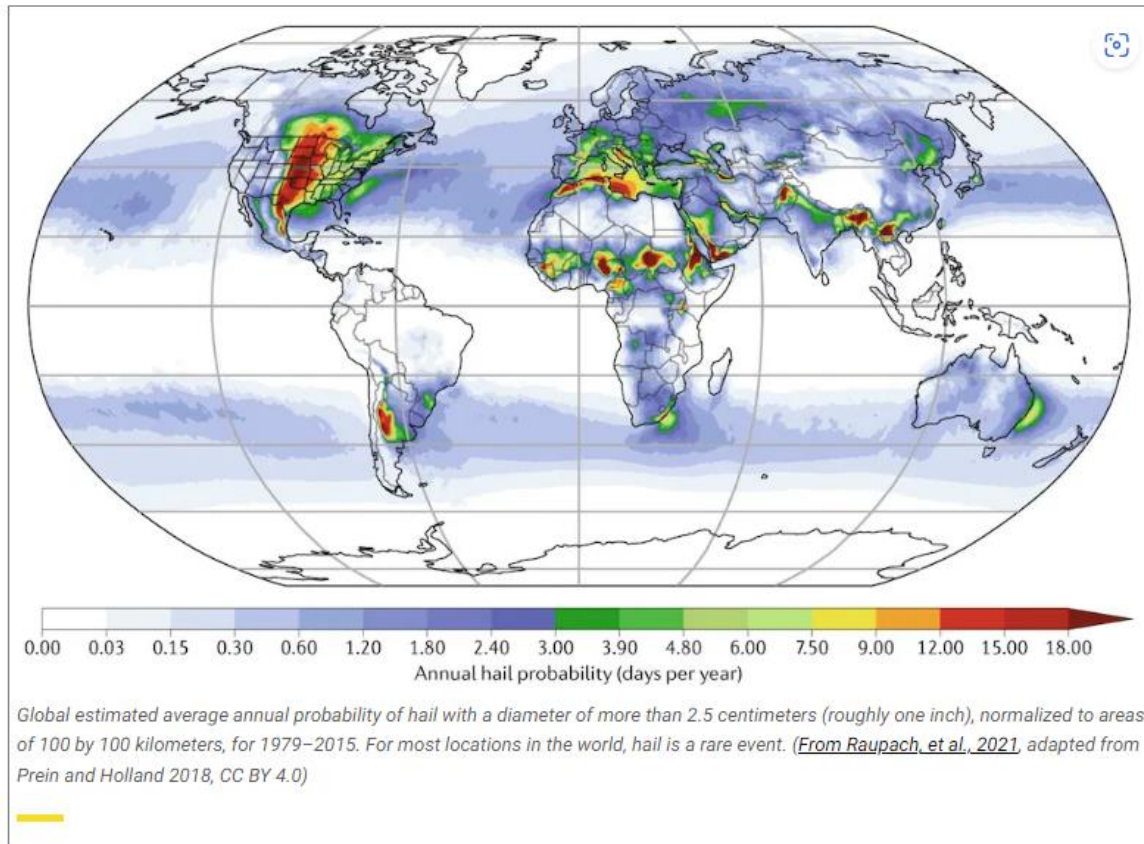 0.00 0.03 0.15 0.30 0.60 1.20 1.80 2.40 3.00 3.90 4.80 6.00 7.50 9.00 12.00 15.00 18.00
Annual hail probability (days per year)
Global estimated average annual probability of hail with a diameter of more than 2.5 centimeters (roughly one inch), normalized to areas
of 100 by 100 kilometers, for 1979–2015. For most locations in the world, hail is a rare event. (From Raupach, et al., 2021, adapted from
Prein and Holland 2018, CC BY 4.0)